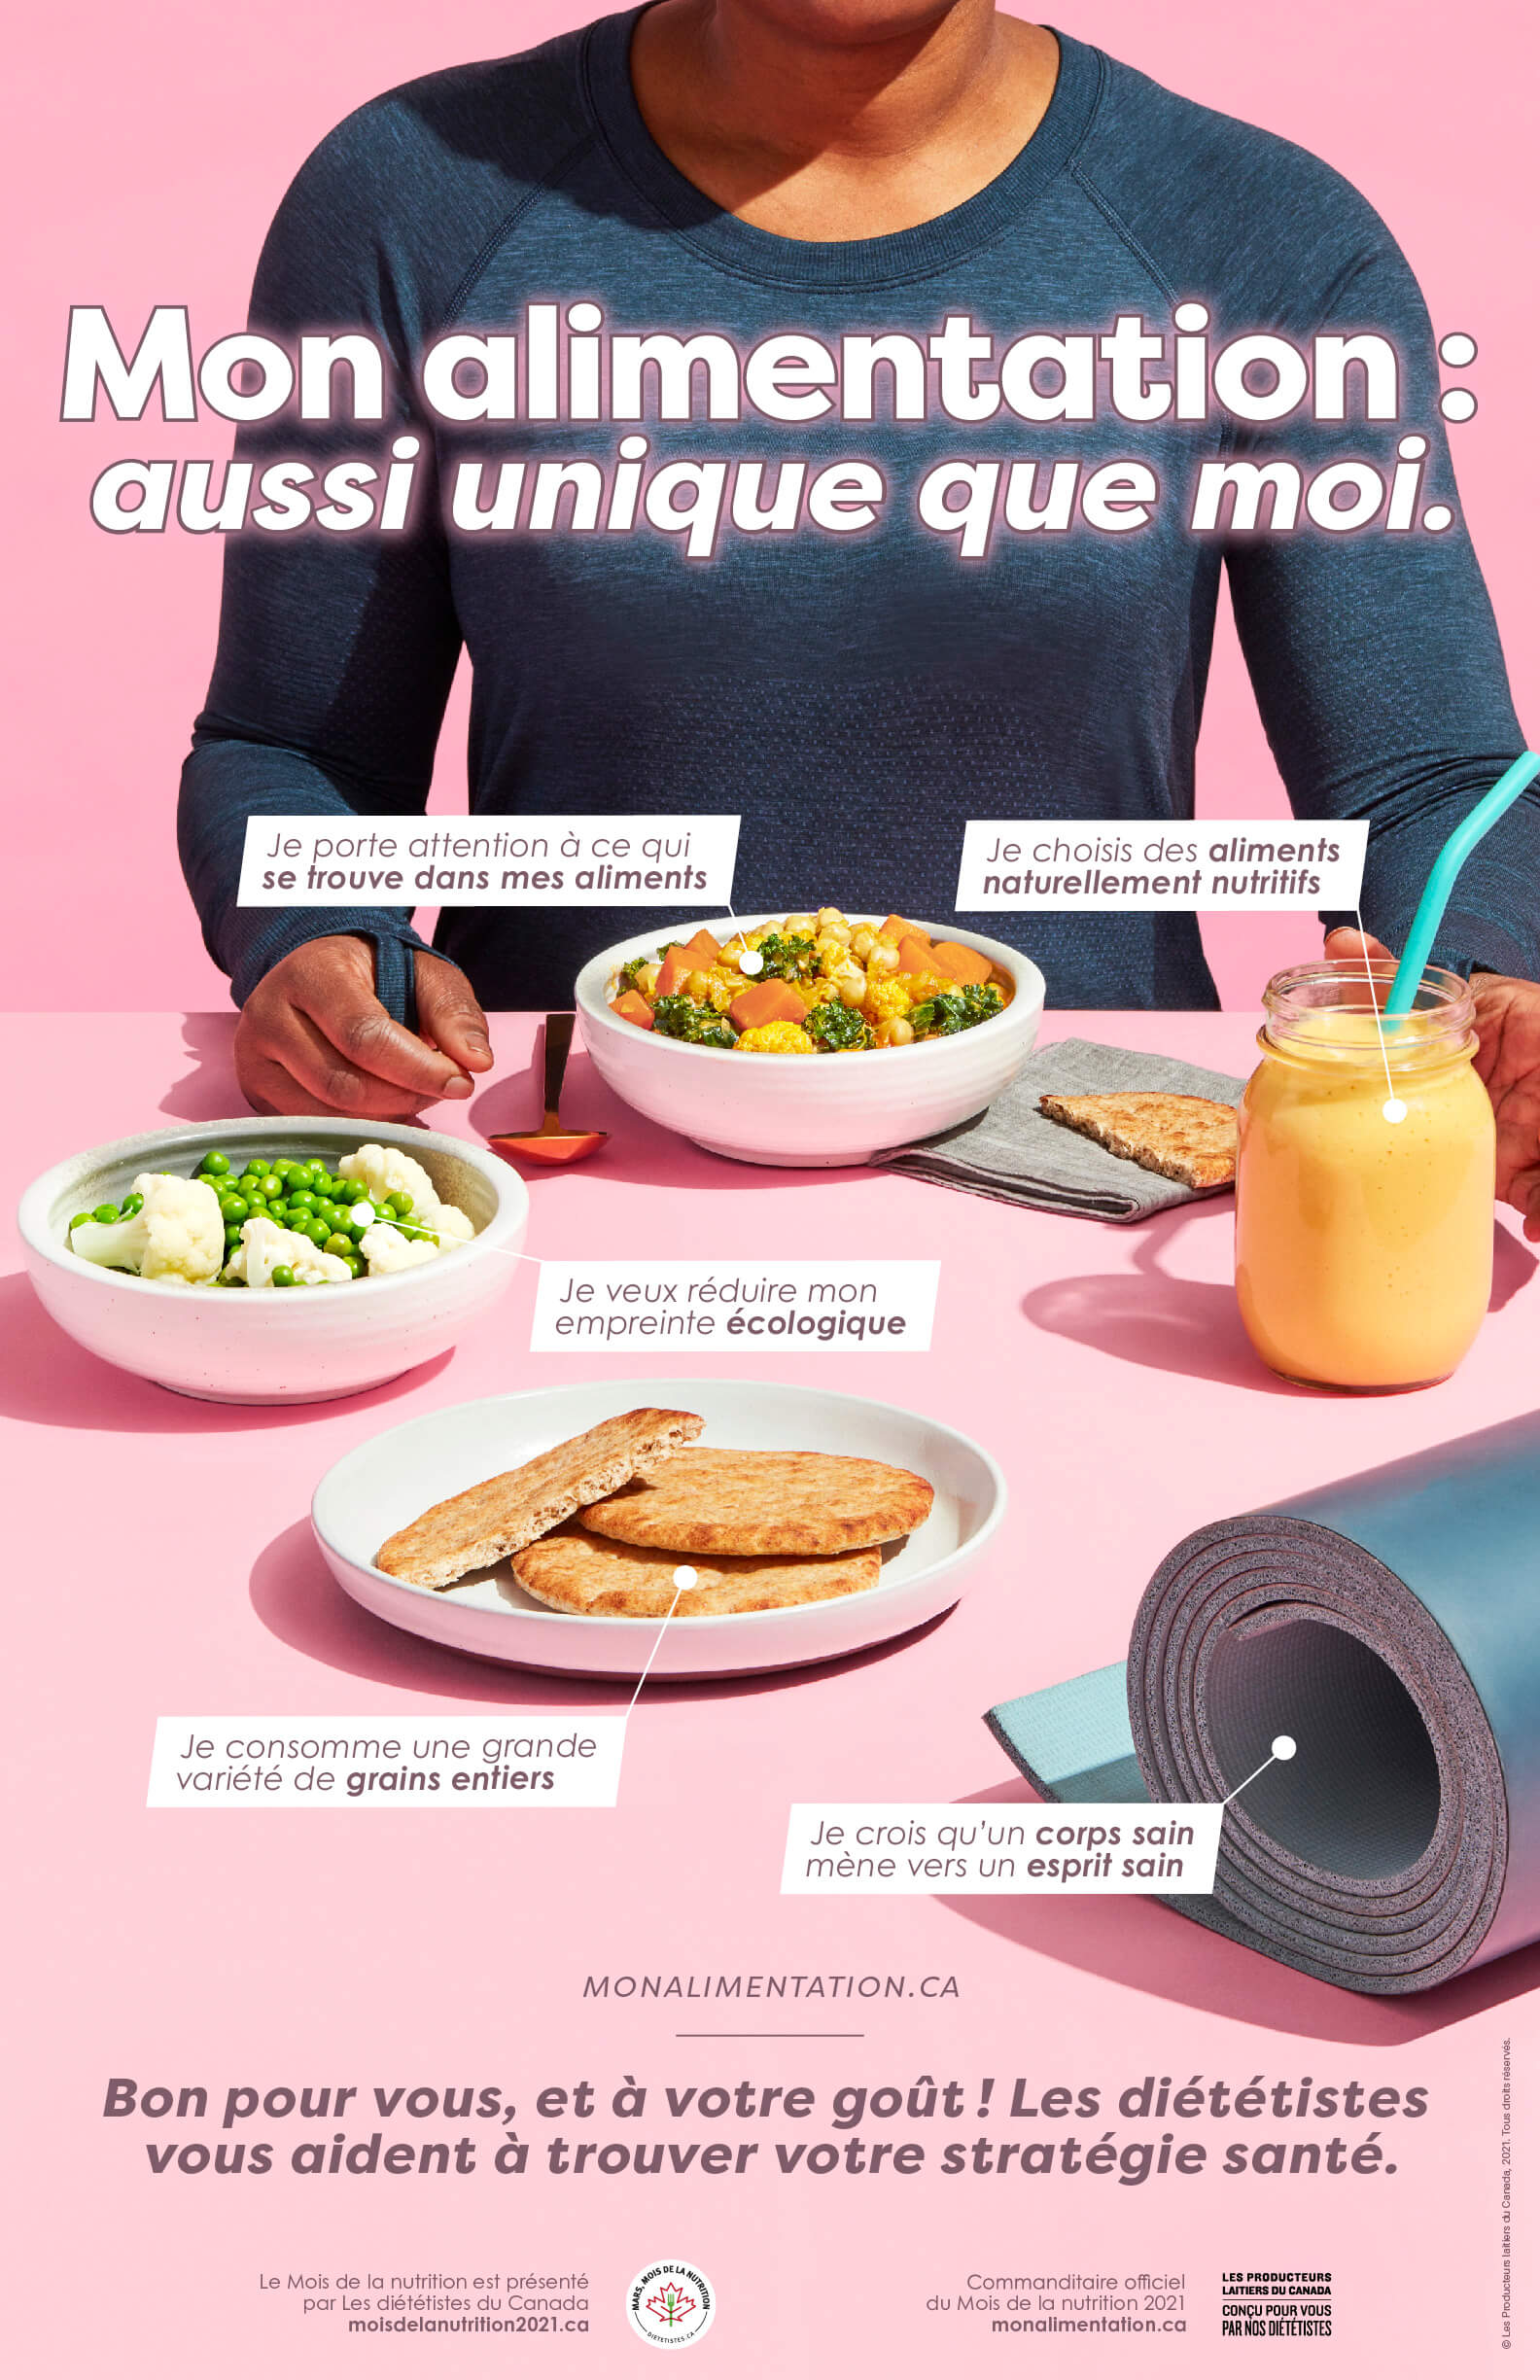 Mon alimentation :
aussi unique que moi.
Je porte attention à ce qui
se trouve dans mes aliments
Je choisis des aliments
naturellement nutritifs
Je veux réduire mon
empreinte écologique
Je consomme une grande
variété de grains entiers
Je crois qu’un corps sain
mène vers un esprit sain
MONALIMENTATION.CA
Bon pour vous, et à votre goût ! Les diététistes
vous aident à trouver votre stratégie santé.
Le Mois de la nutrition est présenté
par Les diététistes du Canada
moisdelanutrition2021.ca
MARS, MOIS DE LA NUTRITION
DIETETISTES.CA
Commanditaire officiel
du Mois de la nutrition 2021
monalimentation.ca
LES PRODUCTEURS
LAITIERS DU CANADA
CONÇU POUR VOUS
PAR NOS DIÉTÉTISTES
© Les Producteurs laitiers du Canada, 2021. Tous droits réservés.